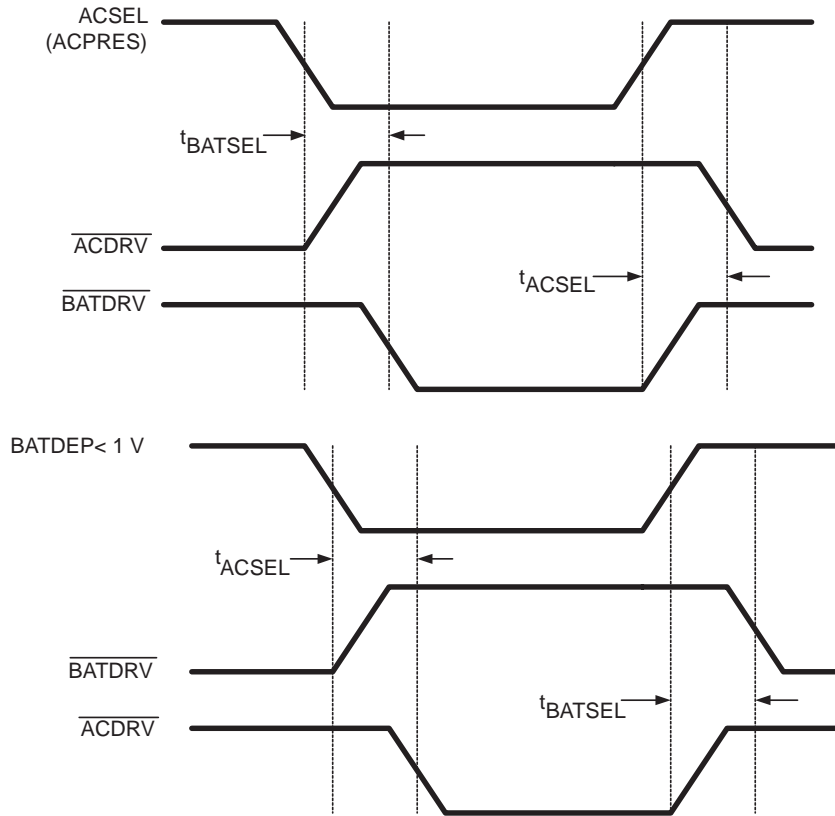 ACSEL
(ACPRES)
tBATSEL
ACDRV
tACSEL
BATDRV
BATDEP< 1 V
tACSEL
BATDRV
tBATSEL
ACDRV